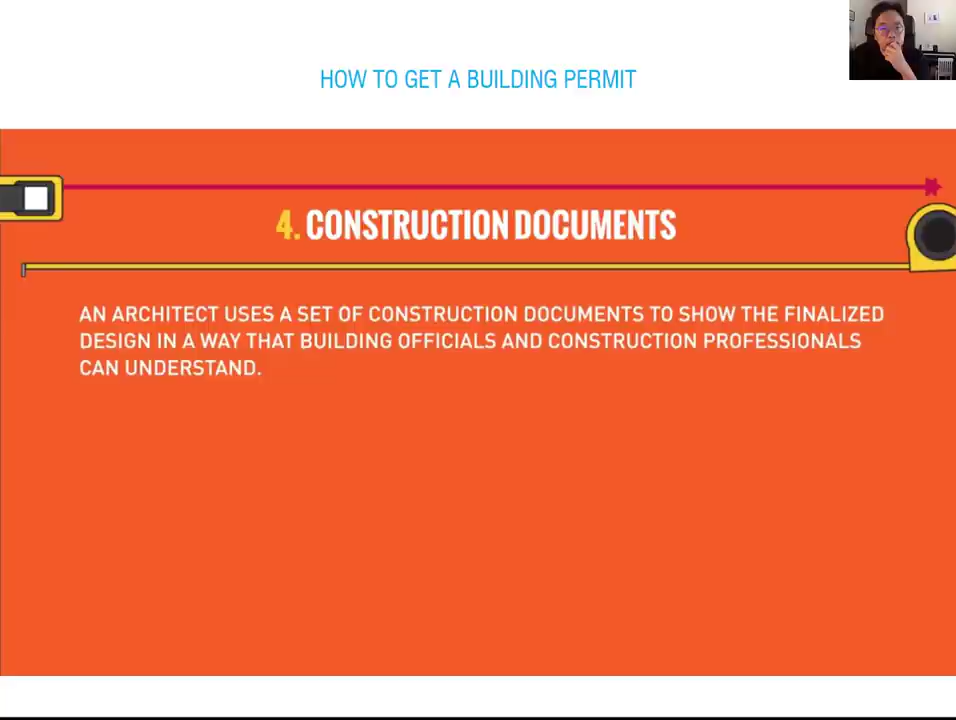 HOW TO GET A BUILDING PERMIT
4. CONSTRUCTION DOCUMENTS
AN ARCHITECT USES A SET OF CONSTRUCTION DOCUMENTS TO SHOW THE FINALIZED
DESIGN IN A WAY THAT BUILDING OFFICIALS AND CONSTRUCTION PROFESSIONALS
CAN UNDERSTAND.